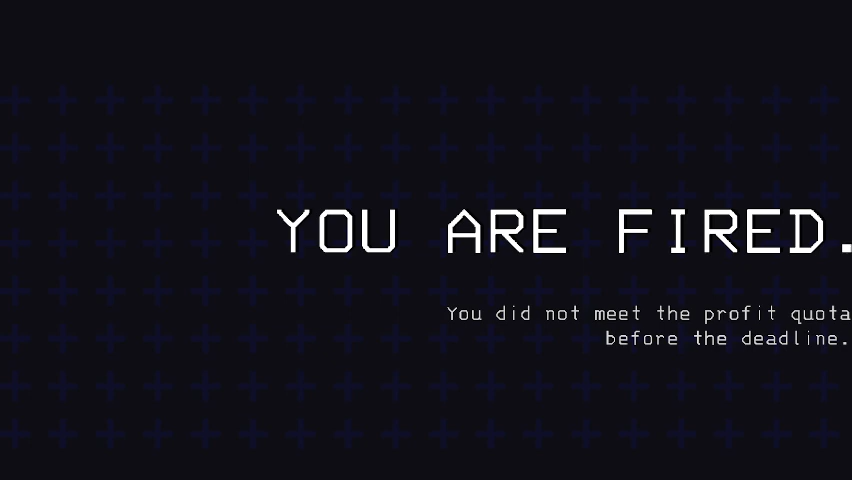 YOU ARE FIRED.
You did not meet the profit quota
before the deadline.